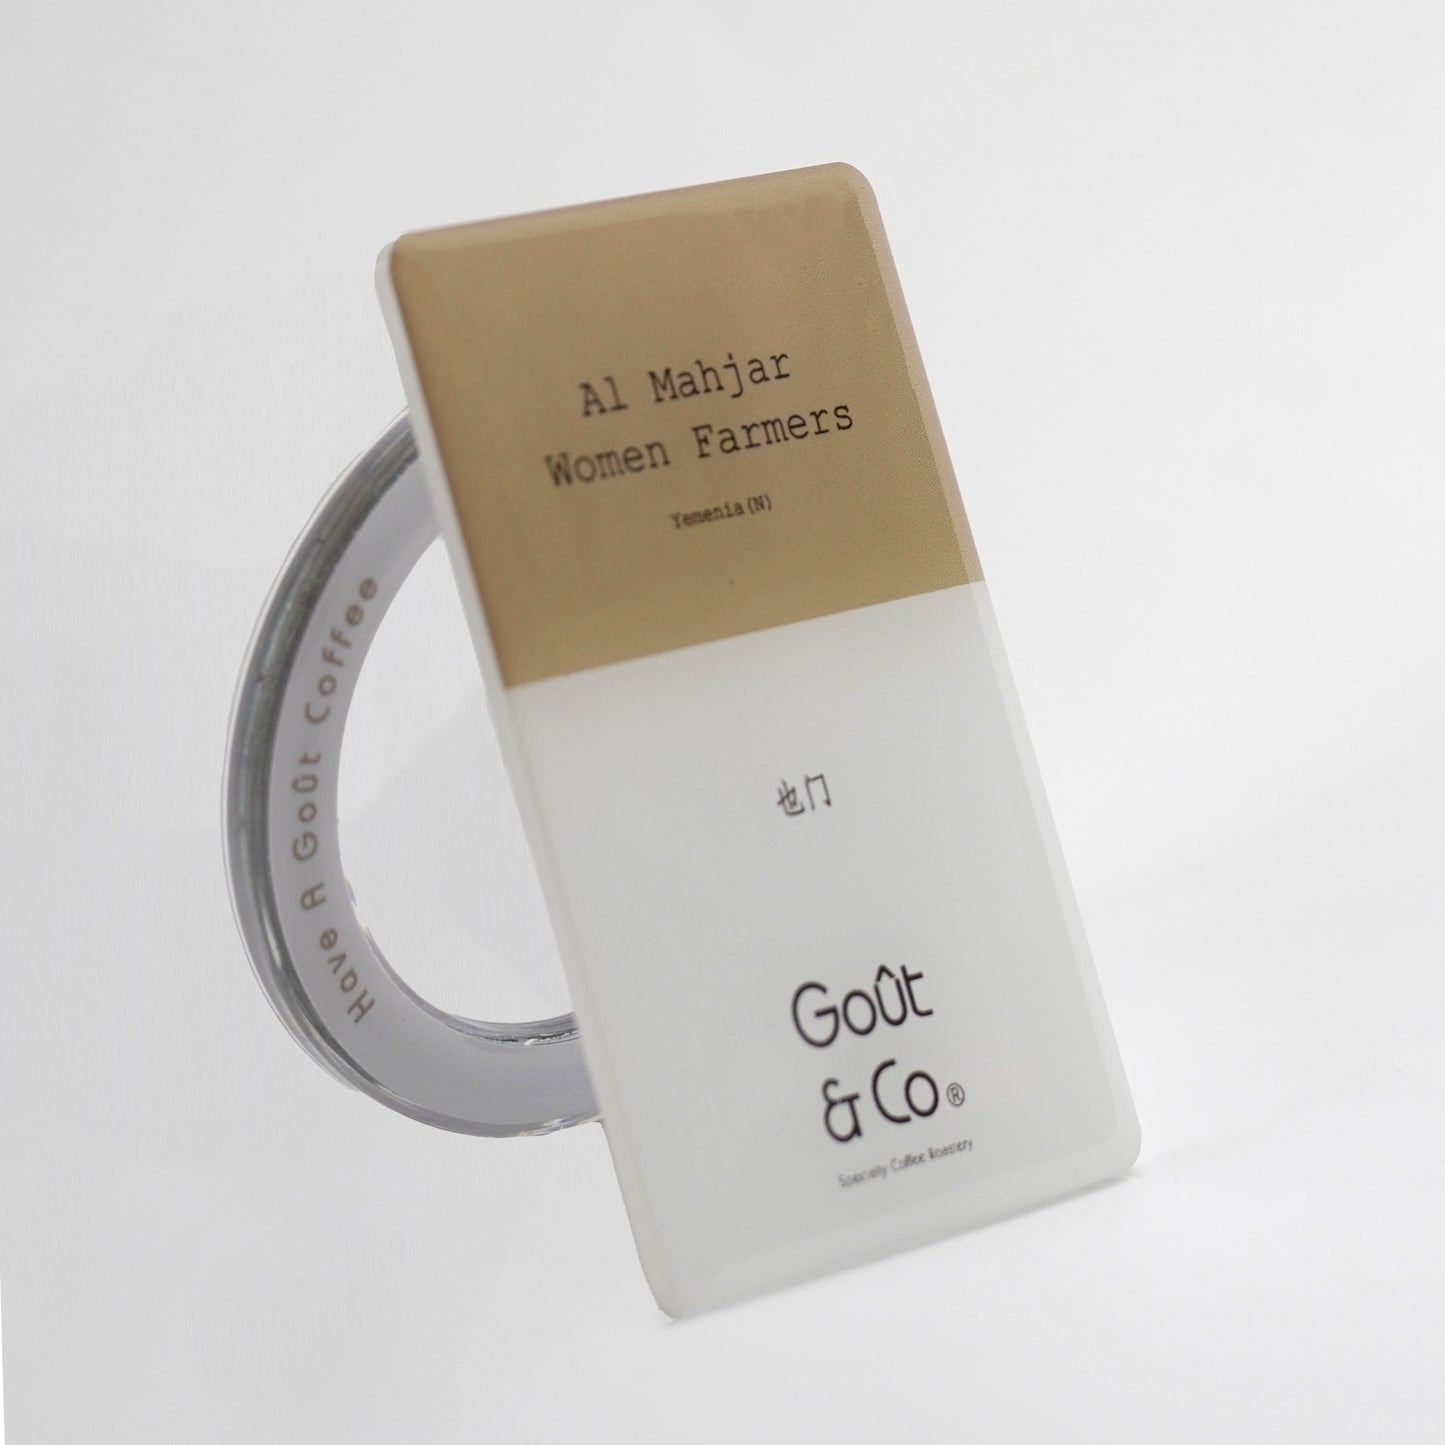 Al Mahjar
Women Farmers
Yemenia(N)
也门
Goût
& Co®
Specialty Coffee Roastery
Have A Goût Coffee